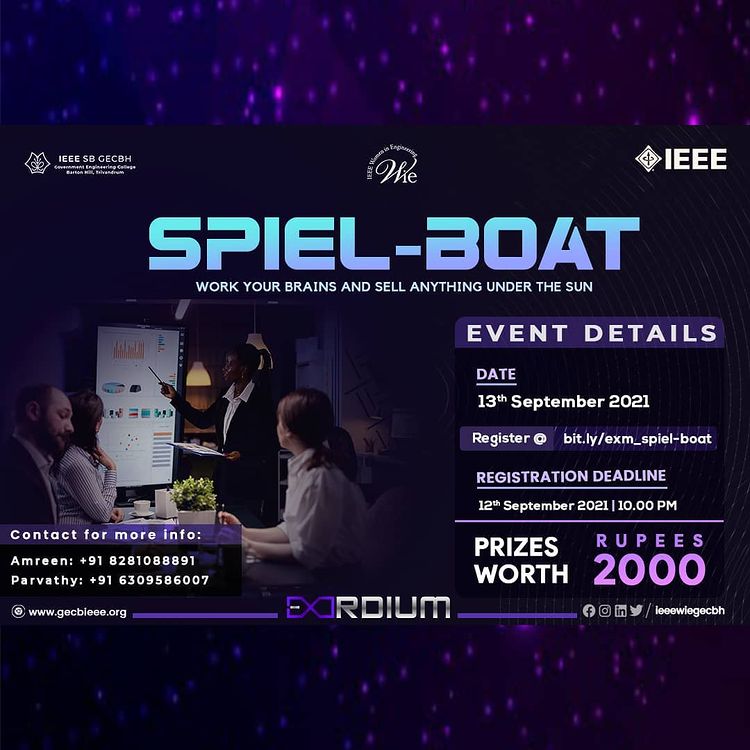 IEEE SB GECBH
Government Engineering College
Barton Hill, Trivandrum
IEEE Women in Engineering
Wie
IEEE
SPIEL-BOAT
WORK YOUR BRAINS AND SELL ANYTHING UNDER THE SUN
EVENT DETAILS
DATE
13th September 2021
Register @ bit.ly/exm_spiel-boat
REGISTRATION DEADLINE
12th September 2021 | 10.00 PM
PRIZES
WORTH
RUPEES
2000
Contact for more info:
Amreen: +91 8281088891
Parvathy: +91 6309586007
www.gecbieee.org
EXORDIUM
/ ieeewiegecbh